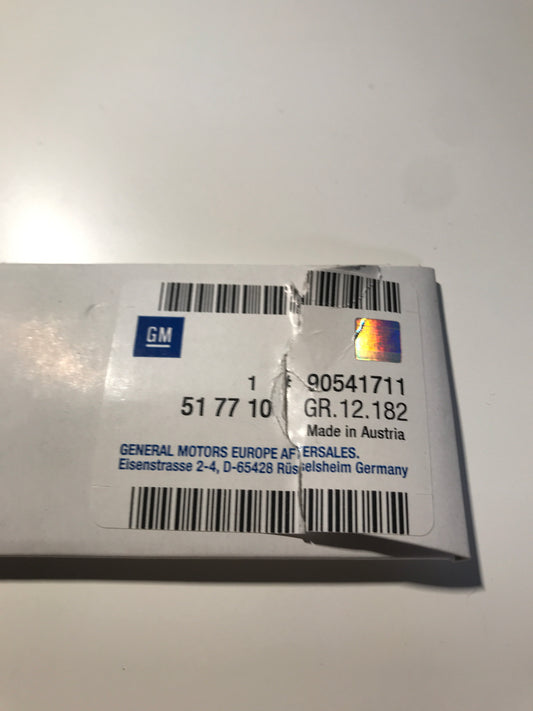 GM
1 * 90541711
51 77 10 GR.12.182
Made in Austria
GENERAL MOTORS EUROPE AFTERSALES.
Eisenstrasse 2-4, D-65428 Rüsselsheim Germany